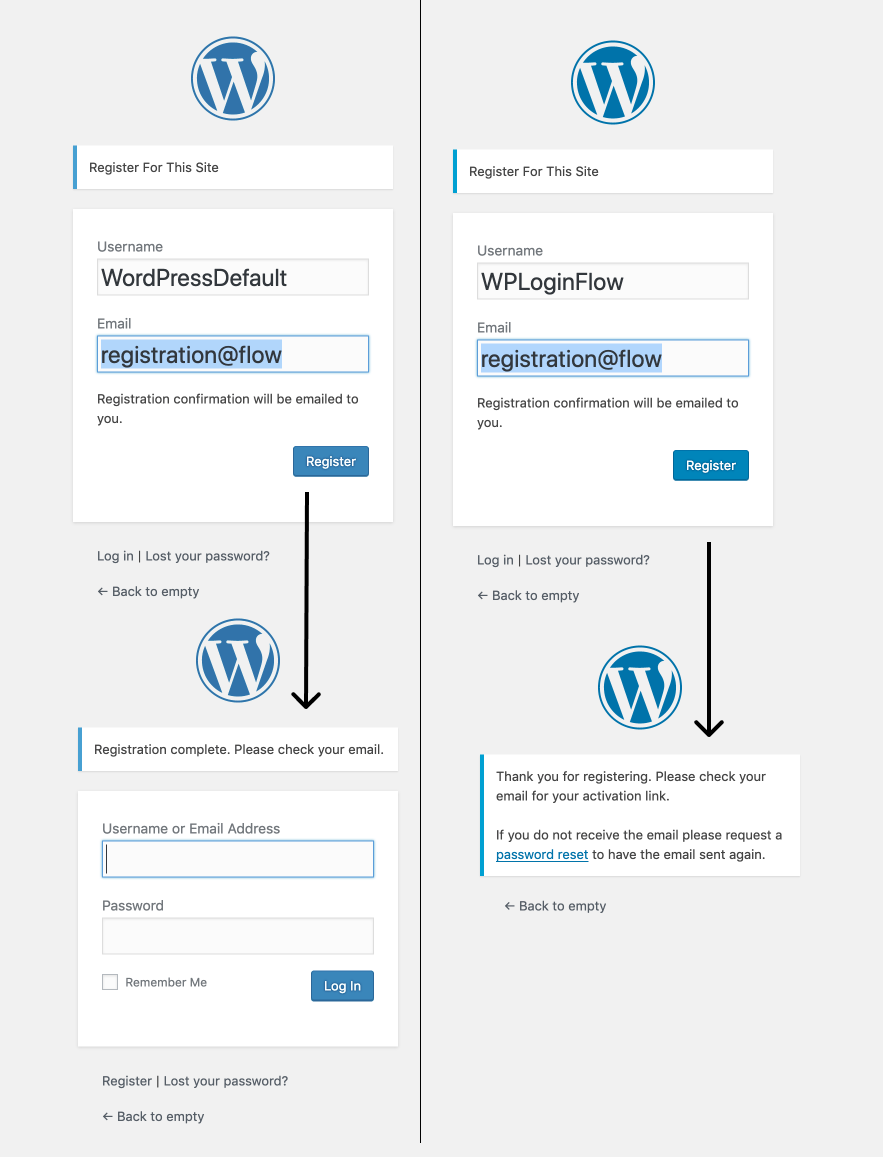 Register For This Site
Username
WordPressDefault
Email
registration@flow
Registration confirmation will be emailed to
you.
Register
Log in | Lost your password?
← Back to empty
Registration complete. Please check your email.
Username or Email Address
Password
Remember Me
Log In
Register | Lost your password?
← Back to empty
Register For This Site
Username
WPLoginFlow
Email
registration@flow
Registration confirmation will be emailed to
you.
Register
Log in | Lost your password?
← Back to empty
Thank you for registering. Please check your
email for your activation link.
If you do not receive the email please request a
password reset to have the email sent again.
← Back to empty